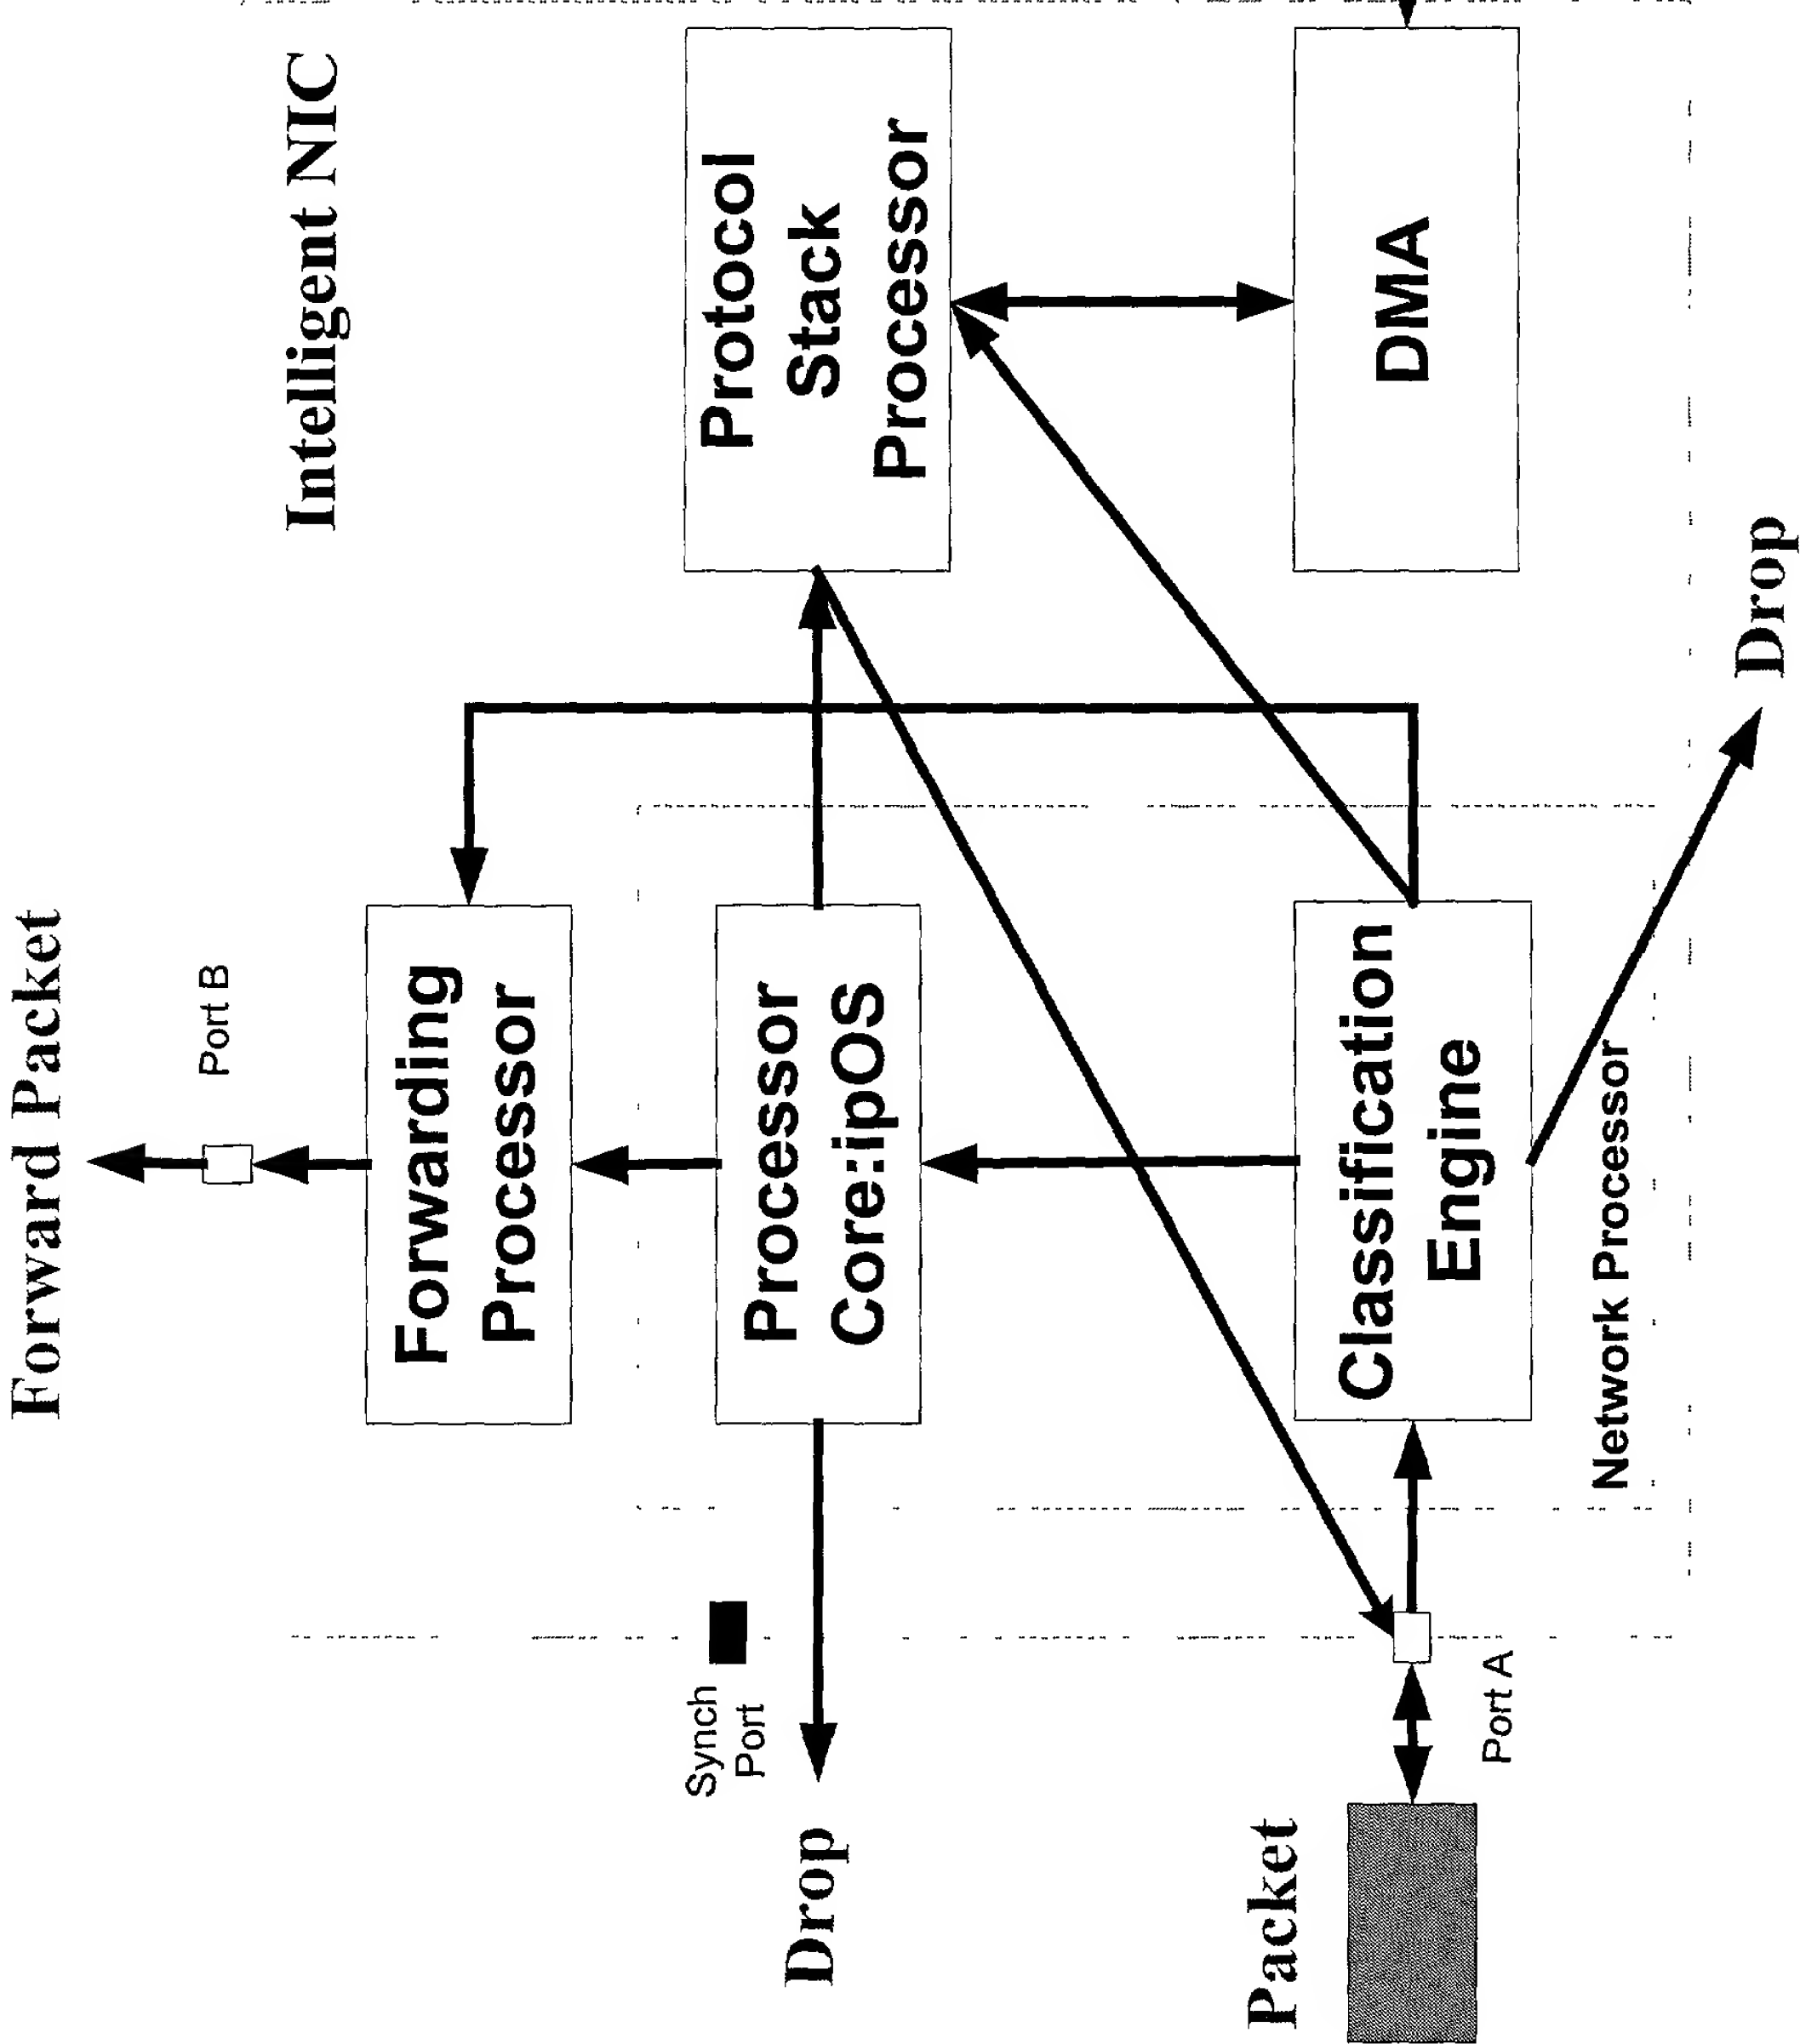 Forward Packet
Port B
Intelligent NIC
Forwarding
Processor
Synch
Port
Drop
Processor
Core:ipOS
Protocol
Stack
Processor
Packet
Port A
Classification
Engine
DMA
Network Processor
Drop